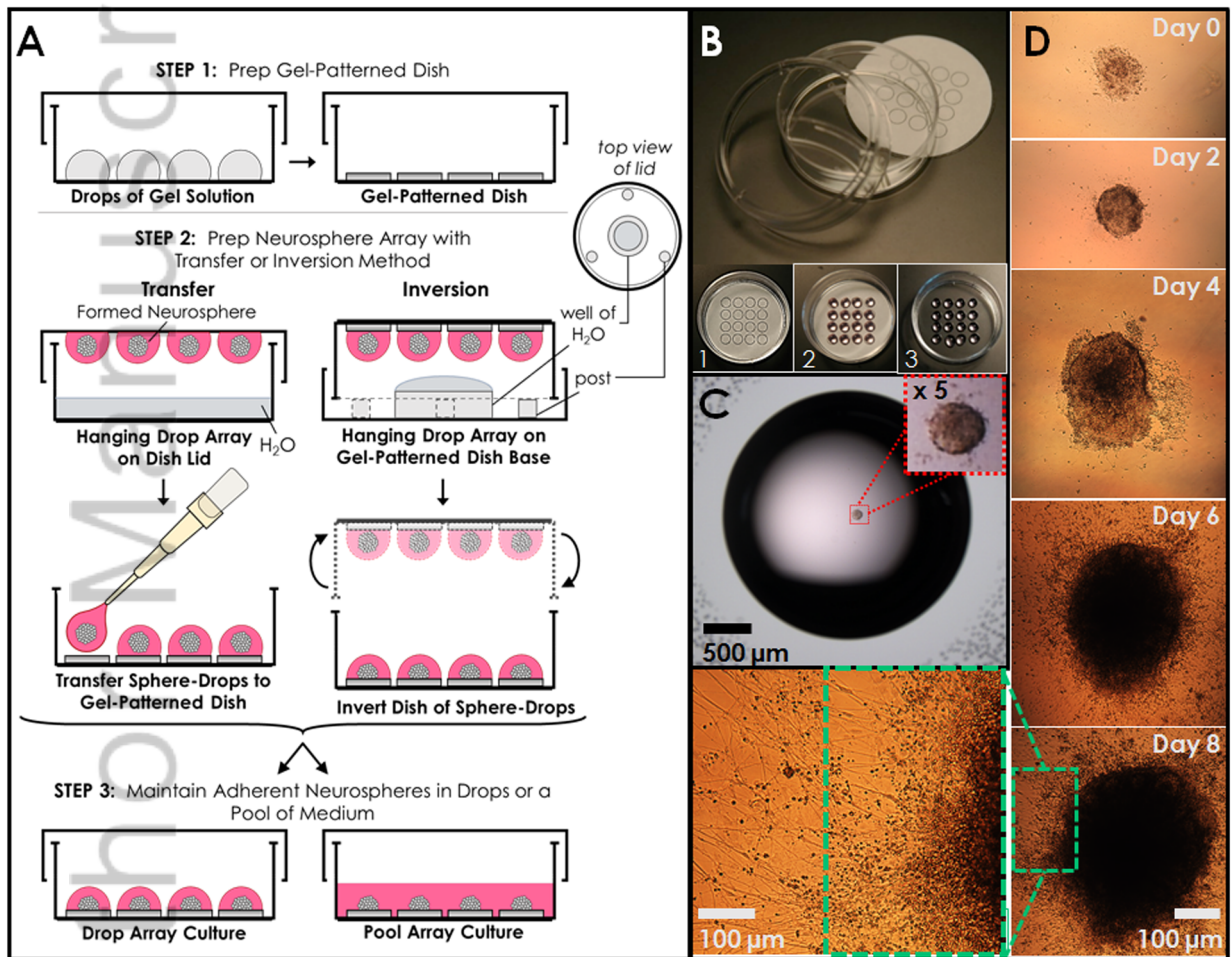 A
STEP 1: Prep Gel-Patterned Dish
Drops of Gel Solution
Gel-Patterned Dish
top view
of lid
STEP 2: Prep Neurosphere Array with
Transfer or Inversion Method
Transfer
Formed Neurosphere
Inversion
well of
H₂O
post
H₂O
Hanging Drop Array
on Dish Lid
Hanging Drop Array on
Gel-Patterned Dish Base
Transfer Sphere-Drops to
Gel-Patterned Dish
Invert Dish of Sphere-Drops
STEP 3: Maintain Adherent Neurospheres in Drops or a
Pool of Medium
Drop Array Culture
Pool Array Culture
B
1
2
3
C
x 5
500 µm
100 µm
D
Day 0
Day 2
Day 4
Day 6
Day 8
100 µm